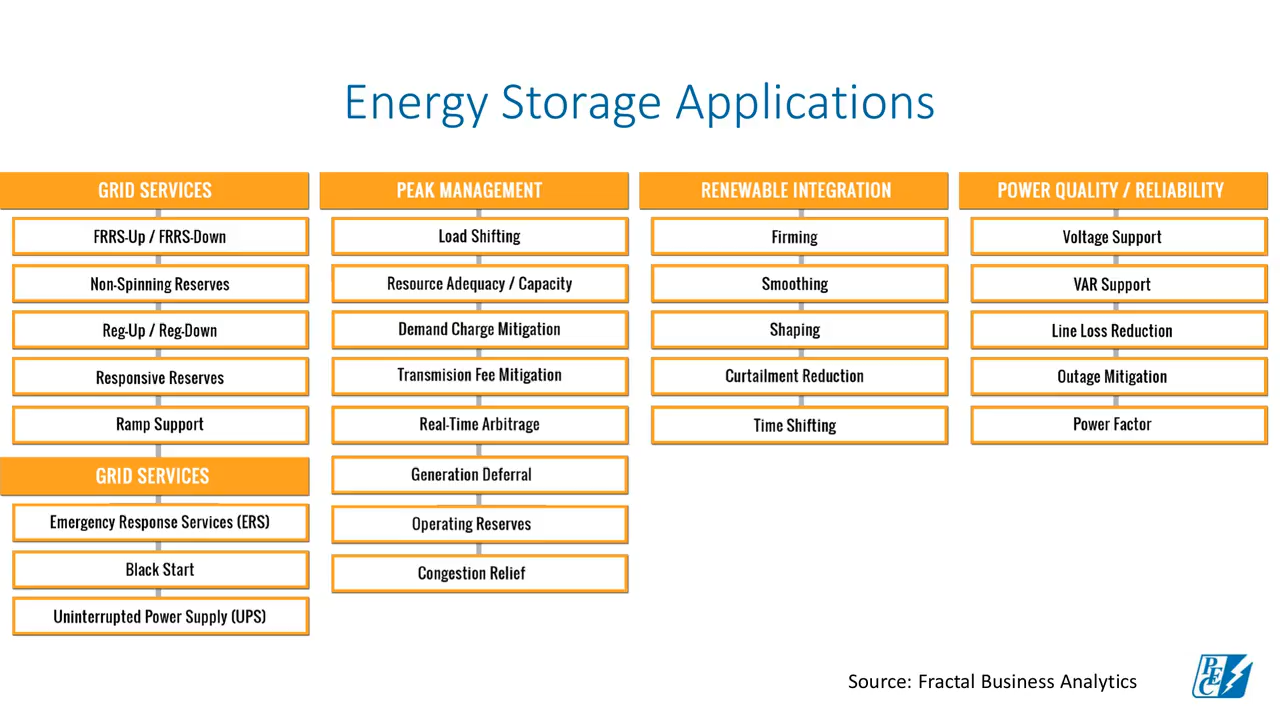 Energy Storage Applications
GRID SERVICES
FRRS-Up / FRRS-Down
Non-Spinning Reserves
Reg-Up / Reg-Down
Responsive Reserves
Ramp Support
GRID SERVICES
Emergency Response Services (ERS)
Black Start
Uninterrupted Power Supply (UPS)
PEAK MANAGEMENT
Load Shifting
Resource Adequacy / Capacity
Demand Charge Mitigation
Transmision Fee Mitigation
Real-Time Arbitrage
Generation Deferral
Operating Reserves
Congestion Relief
RENEWABLE INTEGRATION
Firming
Smoothing
Shaping
Curtailment Reduction
Time Shifting
POWER QUALITY / RELIABILITY
Voltage Support
VAR Support
Line Loss Reduction
Outage Mitigation
Power Factor
Source: Fractal Business Analytics
PEC